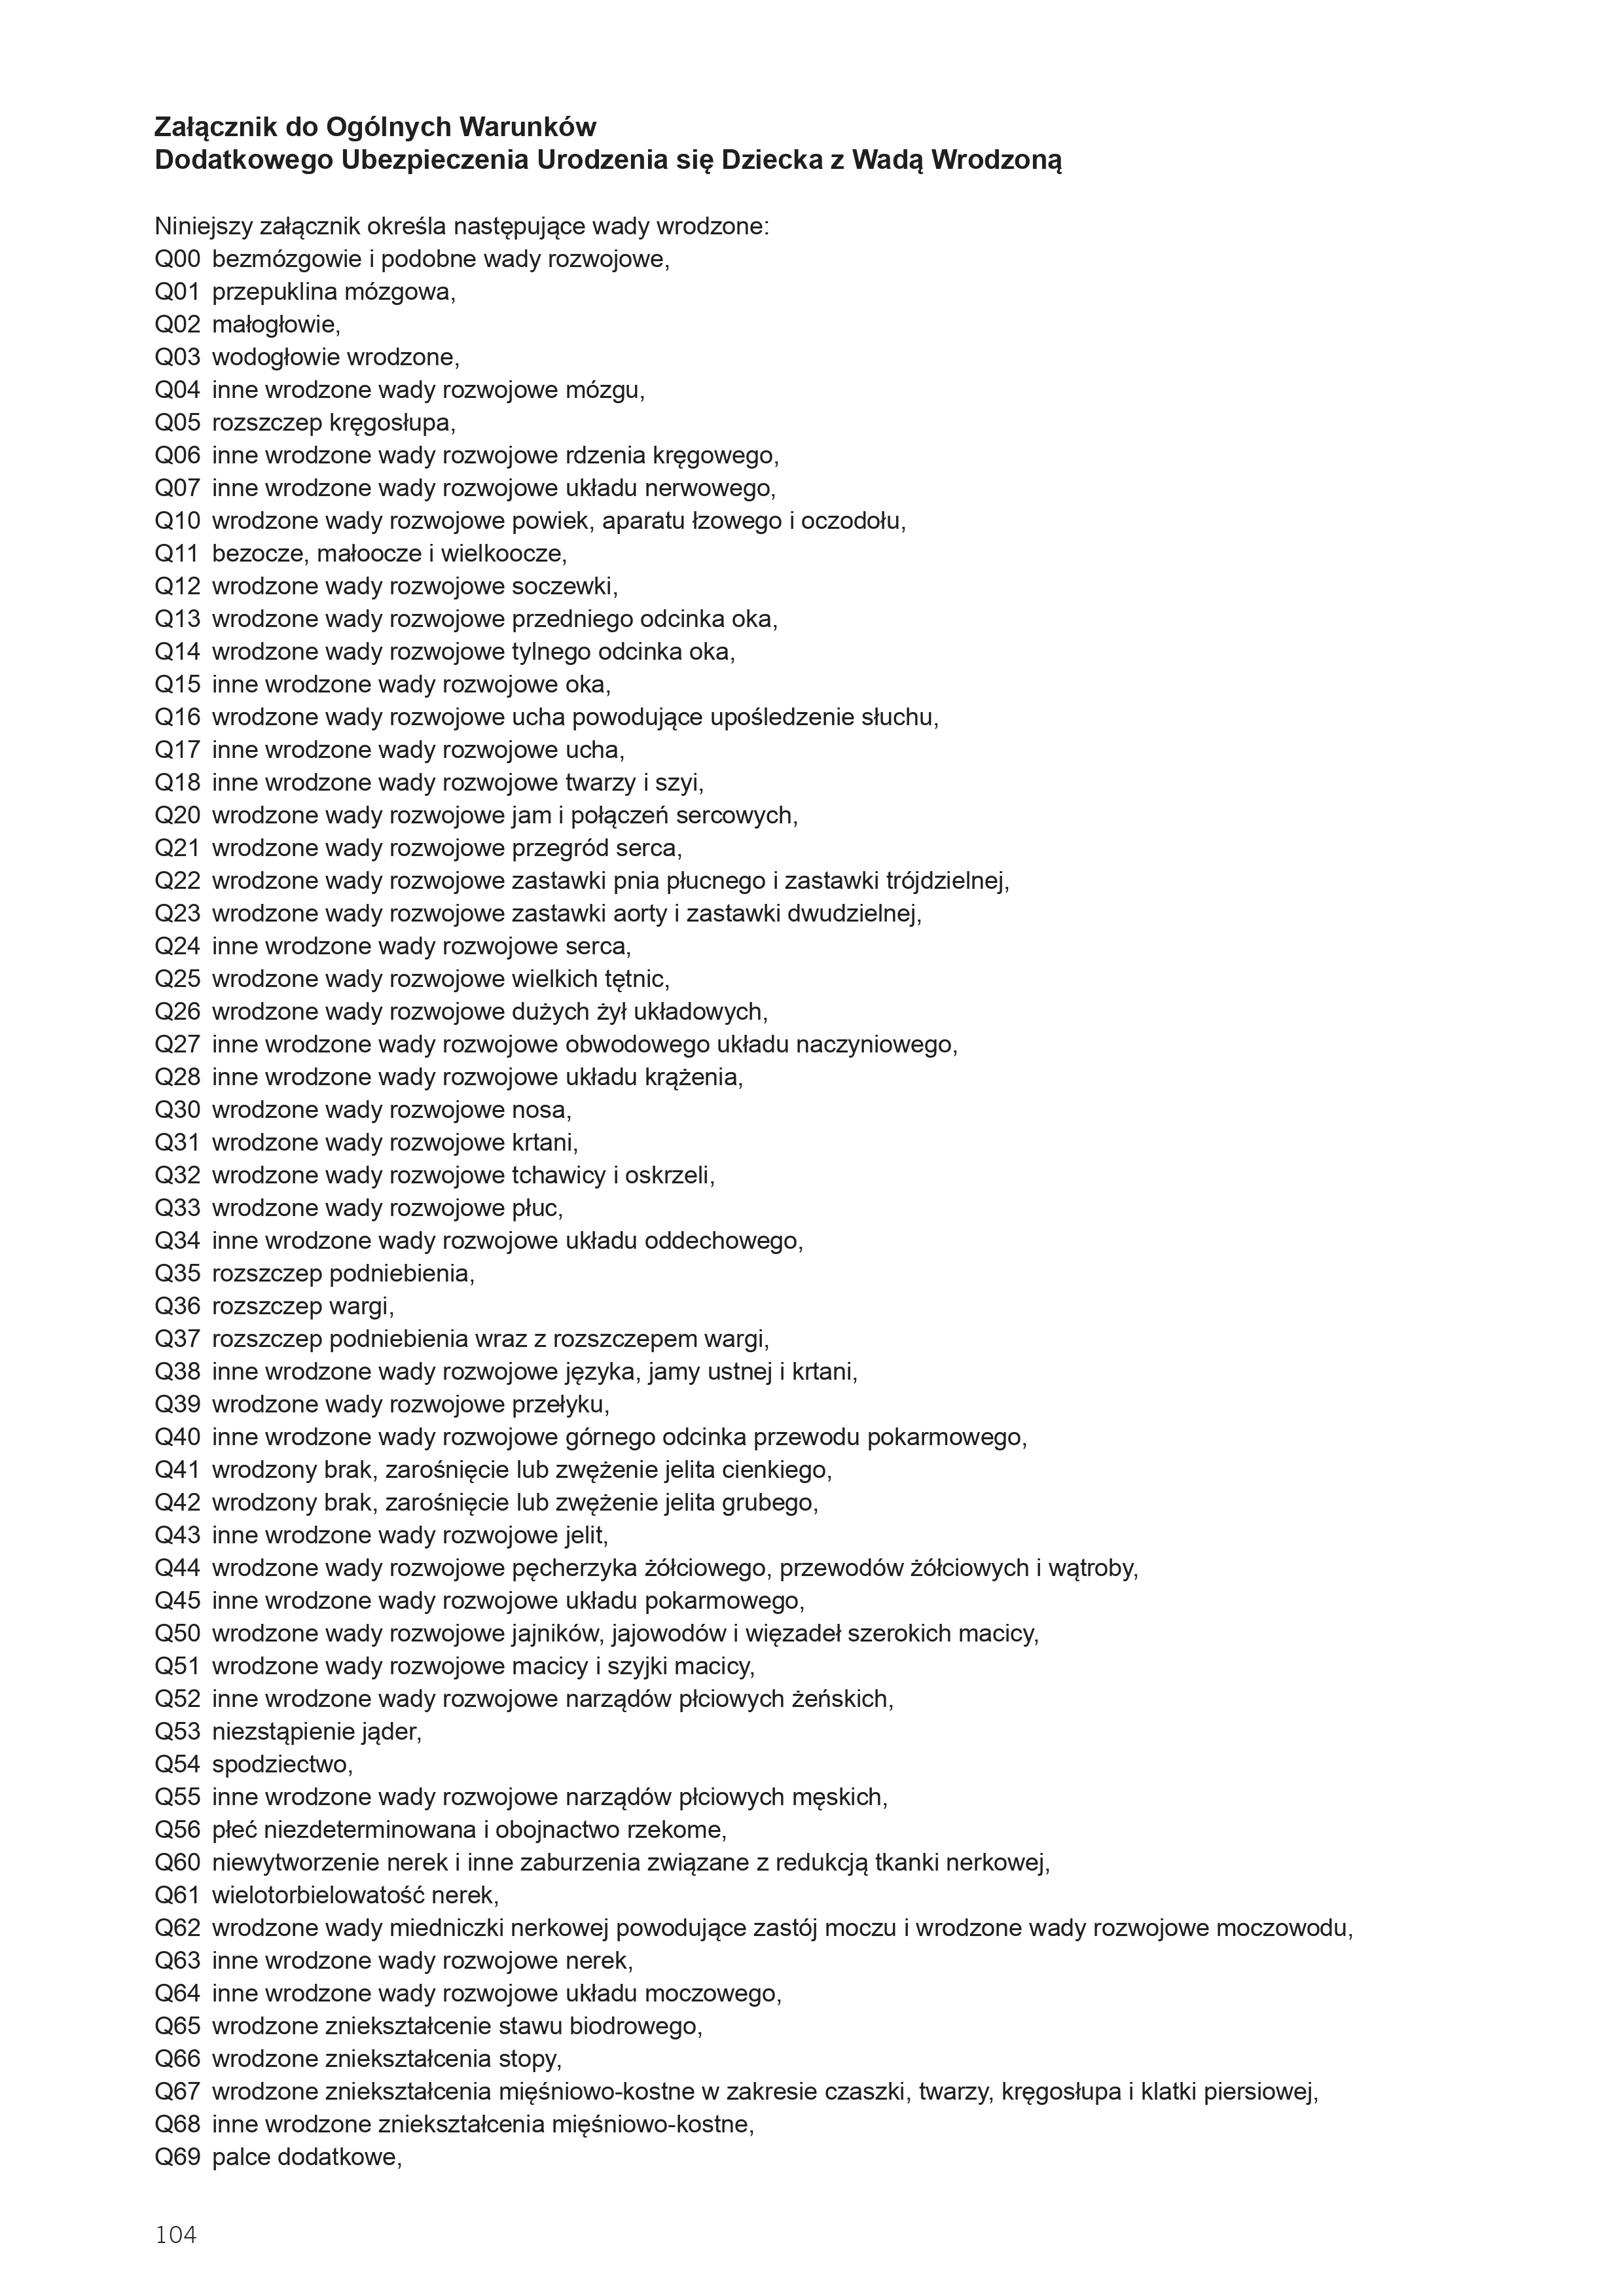 Załącznik do Ogólnych Warunków
Dodatkowego Ubezpieczenia Urodzenia się Dziecka z Wadą Wrodzoną
Niniejszy załącznik określa następujące wady wrodzone:
Q00 bezmózgowie i podobne wady rozwojowe,
Q01 przepuklina mózgowa,
Q02 małogłowie,
Q03 wodogłowie wrodzone,
Q04 inne wrodzone wady rozwojowe mózgu,
Q05 rozszczep kręgosłupa,
Q06 inne wrodzone wady rozwojowe rdzenia kręgowego,
Q07 inne wrodzone wady rozwojowe układu nerwowego,
Q10 wrodzone wady rozwojowe powiek, aparatu łzowego i oczodołu,
Q11 bezocze, małoocze i wielkoocze,
Q12 wrodzone wady rozwojowe soczewki,
Q13 wrodzone wady rozwojowe przedniego odcinka oka,
Q14 wrodzone wady rozwojowe tylnego odcinka oka,
Q15 inne wrodzone wady rozwojowe oka,
Q16 wrodzone wady rozwojowe ucha powodujące upośledzenie słuchu,
Q17 inne wrodzone wady rozwojowe ucha,
Q18 inne wrodzone wady rozwojowe twarzy i szyi,
Q20 wrodzone wady rozwojowe jam i połączeń sercowych,
Q21 wrodzone wady rozwojowe przegród serca,
Q22 wrodzone wady rozwojowe zastawki pnia płucnego i zastawki trójdzielnej,
Q23 wrodzone wady rozwojowe zastawki aorty i zastawki dwudzielnej,
Q24 inne wrodzone wady rozwojowe serca,
Q25 wrodzone wady rozwojowe wielkich tętnic,
Q26 wrodzone wady rozwojowe dużych żył układowych,
Q27 inne wrodzone wady rozwojowe obwodowego układu naczyniowego,
Q28 inne wrodzone wady rozwojowe układu krążenia,
Q30 wrodzone wady rozwojowe nosa,
Q31 wrodzone wady rozwojowe krtani,
Q32 wrodzone wady rozwojowe tchawicy i oskrzeli,
Q33 wrodzone wady rozwojowe płuc,
Q34 inne wrodzone wady rozwojowe układu oddechowego,
Q35 rozszczep podniebienia,
Q36 rozszczep wargi,
Q37 rozszczep podniebienia wraz z rozszczepem wargi,
Q38 inne wrodzone wady rozwojowe języka, jamy ustnej i krtani,
Q39 wrodzone wady rozwojowe przełyku,
Q40 inne wrodzone wady rozwojowe górnego odcinka przewodu pokarmowego,
Q41 wrodzony brak, zarośnięcie lub zwężenie jelita cienkiego,
Q42 wrodzony brak, zarośnięcie lub zwężenie jelita grubego,
Q43 inne wrodzone wady rozwojowe jelit,
Q44 wrodzone wady rozwojowe pęcherzyka żółciowego, przewodów żółciowych i wątroby,
Q45 inne wrodzone wady rozwojowe układu pokarmowego,
Q50 wrodzone wady rozwojowe jajników, jajowodów i więzadeł szerokich macicy,
Q51 wrodzone wady rozwojowe macicy i szyjki macicy,
Q52 inne wrodzone wady rozwojowe narządów płciowych żeńskich,
Q53 niezstąpienie jąder,
Q54 spodziectwo,
Q55 inne wrodzone wady rozwojowe narządów płciowych męskich,
Q56 płeć niezdeterminowana i obojnactwo rzekome,
Q60 niewytworzenie nerek i inne zaburzenia związane z redukcją tkanki nerkowej,
Q61 wielotorbielowatość nerek,
Q62 wrodzone wady miedniczki nerkowej powodujące zastój moczu i wrodzone wady rozwojowe moczowodu,
Q63 inne wrodzone wady rozwojowe nerek,
Q64 inne wrodzone wady rozwojowe układu moczowego,
Q65 wrodzone zniekształcenie stawu biodrowego,
Q66 wrodzone zniekształcenia stopy,
Q67 wrodzone zniekształcenia mięśniowo-kostne w zakresie czaszki, twarzy, kręgosłupa i klatki piersiowej,
Q68 inne wrodzone zniekształcenia mięśniowo-kostne,
Q69 palce dodatkowe,
104